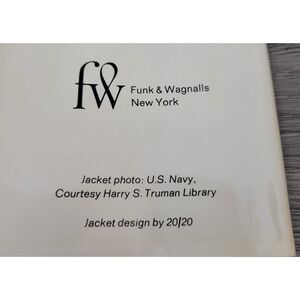 fw
Funk & Wagnalls
New York
Jacket photo: U.S. Navy,
Courtesy Harry S. Truman Library
Jacket design by 20/20